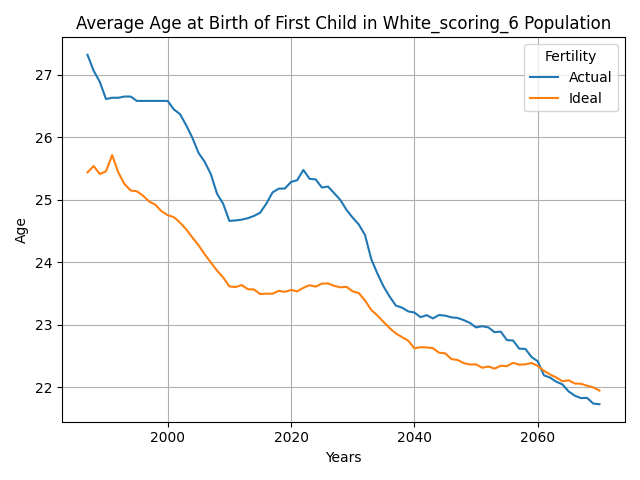 Average Age at Birth of First Child in White_scoring_6 Population
Fertility
Actual
Ideal
Age
27
26
25
24
23
22
2000
2020
2040
2060
Years